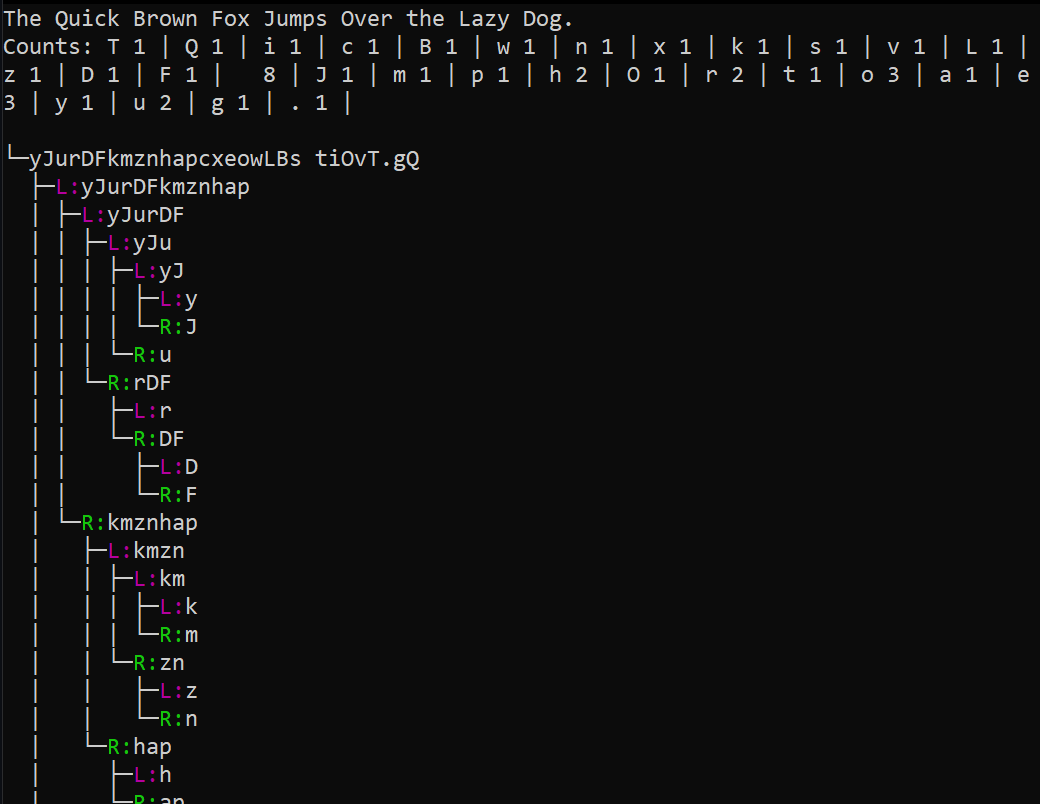 The Quick Brown Fox Jumps Over the Lazy Dog.
Counts: T 1 | Q 1 | i 1 | c 1 | B 1 | w 1 | n 1 | x 1 | k 1 | s 1 | v 1 | L 1 |
z 1 | D 1 | F 1 |   8 | J 1 | m 1 | p 1 | h 2 | O 1 | r 2 | t 1 | o 3 | a 1 | e
3 | y 1 | u 2 | g 1 | . 1 |
└─yJurDFkmznhapcxeowLBs tiOvT.gQ
  ├─L:yJurDFkmznhap
  │ ├─L:yJurDF
  │ │ ├─L:yJu
  │ │ │ ├─L:yJ
  │ │ │ │ ├─L:y
  │ │ │ │ └─R:J
  │ │ │ └─R:u
  │ │ └─R:rDF
  │ │   ├─L:r
  │ │   └─R:DF
  │ │     ├─L:D
  │ │     └─R:F
  │ └─R:kmznhap
  │   ├─L:kmzn
  │   │ ├─L:km
  │   │ │ ├─L:k
  │   │ │ └─R:m
  │   │ └─R:zn
  │   │   ├─L:z
  │   │   └─R:n
  │   └─R:hap
  │     ├─L:h
  │     └─R:ap